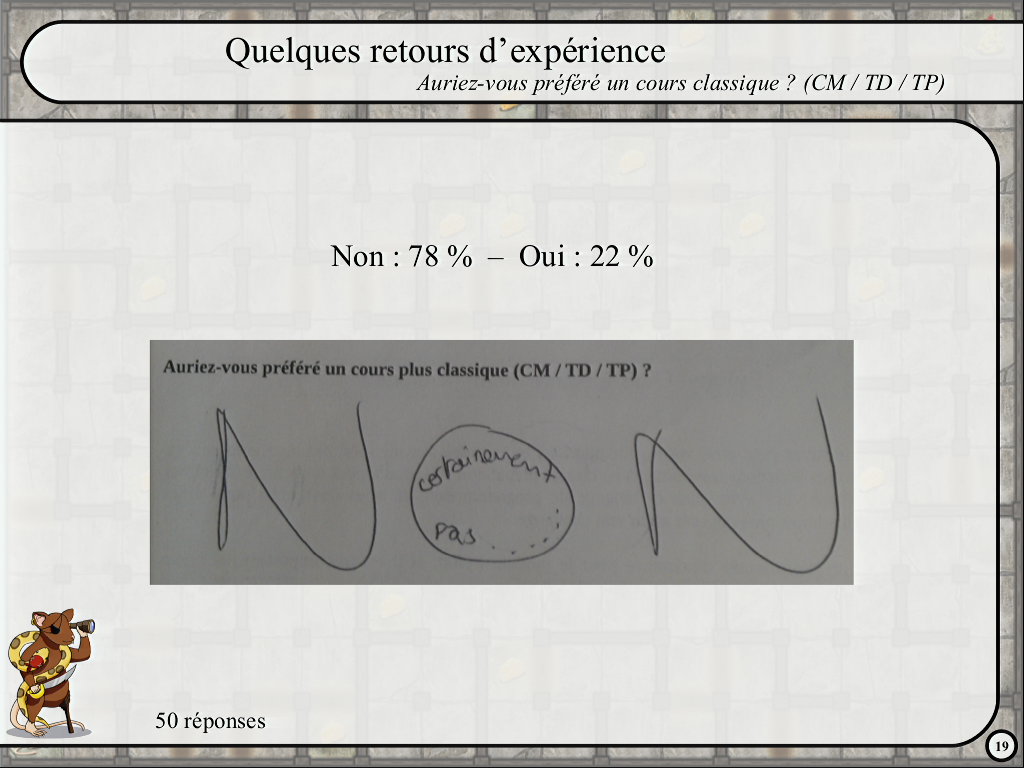 Quelques retours d’expérience
Auriez-vous préféré un cours classique ? (CM / TD / TP)
Non : 78 % – Oui : 22 %
Auriez-vous préféré un cours plus classique (CM / TD / TP) ?
NON
certainement
pas......
50 réponses
19